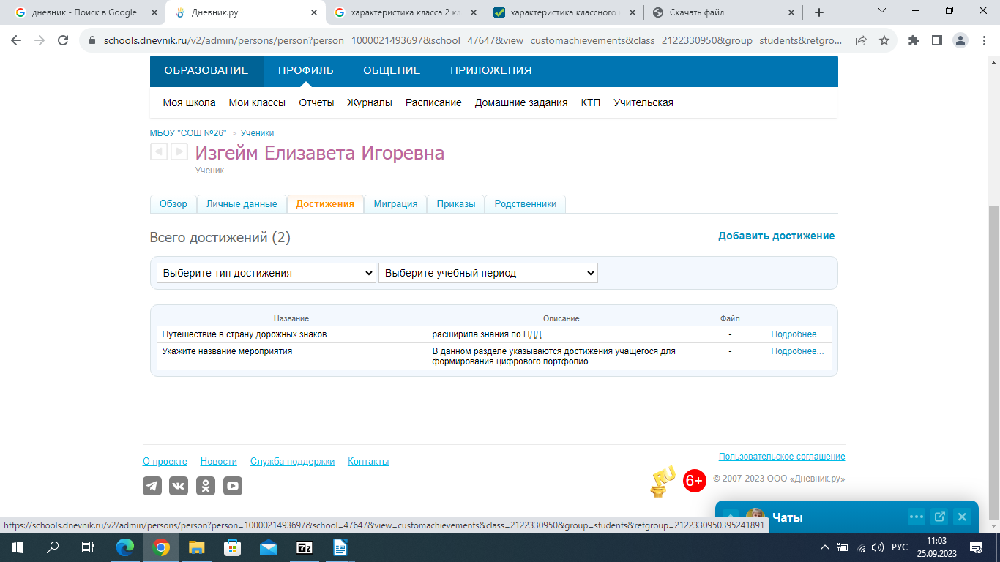 дневник - Поиск в Google
Дневник.ру
характеристика класса 2 кл
характеристика классного
Скачать файл
schools.dnevnik.ru/v2/admin/persons/person?person=1000021493697&school=47647&view=customachievements&class=2122330950&group=students&retgro...
ОБРАЗОВАНИЕ ПРОФИЛЬ ОБЩЕНИЕ ПРИЛОЖЕНИЯ
Моя школа Мои классы Отчеты Журналы Расписание Домашние задания КТП Учительская
МБОУ "СОШ №26" > Ученики
Изгейм Елизавета Игоревна
Ученик
Обзор Личные данные Достижения Миграция Приказы Родственники
Всего достижений (2)
Добавить достижение
Выберите тип достижения
Выберите учебный период
Название Описание Файл
Путешествие в страну дорожных знаков расширила знания по ПДД - Подробнее...
Укажите название мероприятия В данном разделе указываются достижения учащегося для - Подробнее...
формирования цифрового портфолио
О проекте Новости Служба поддержки Контакты
Пользовательское соглашение
RU
6+
© 2007-2023 ООО «Дневник.ру»
Чаты
https://schools.dnevnik.ru/v2/admin/persons/person?person=1000021493697&school=47647&view=customachievements&class=2122330950&group=students&retgroup=2122330950395241891
7z
РУС
11:03
25.09.2023